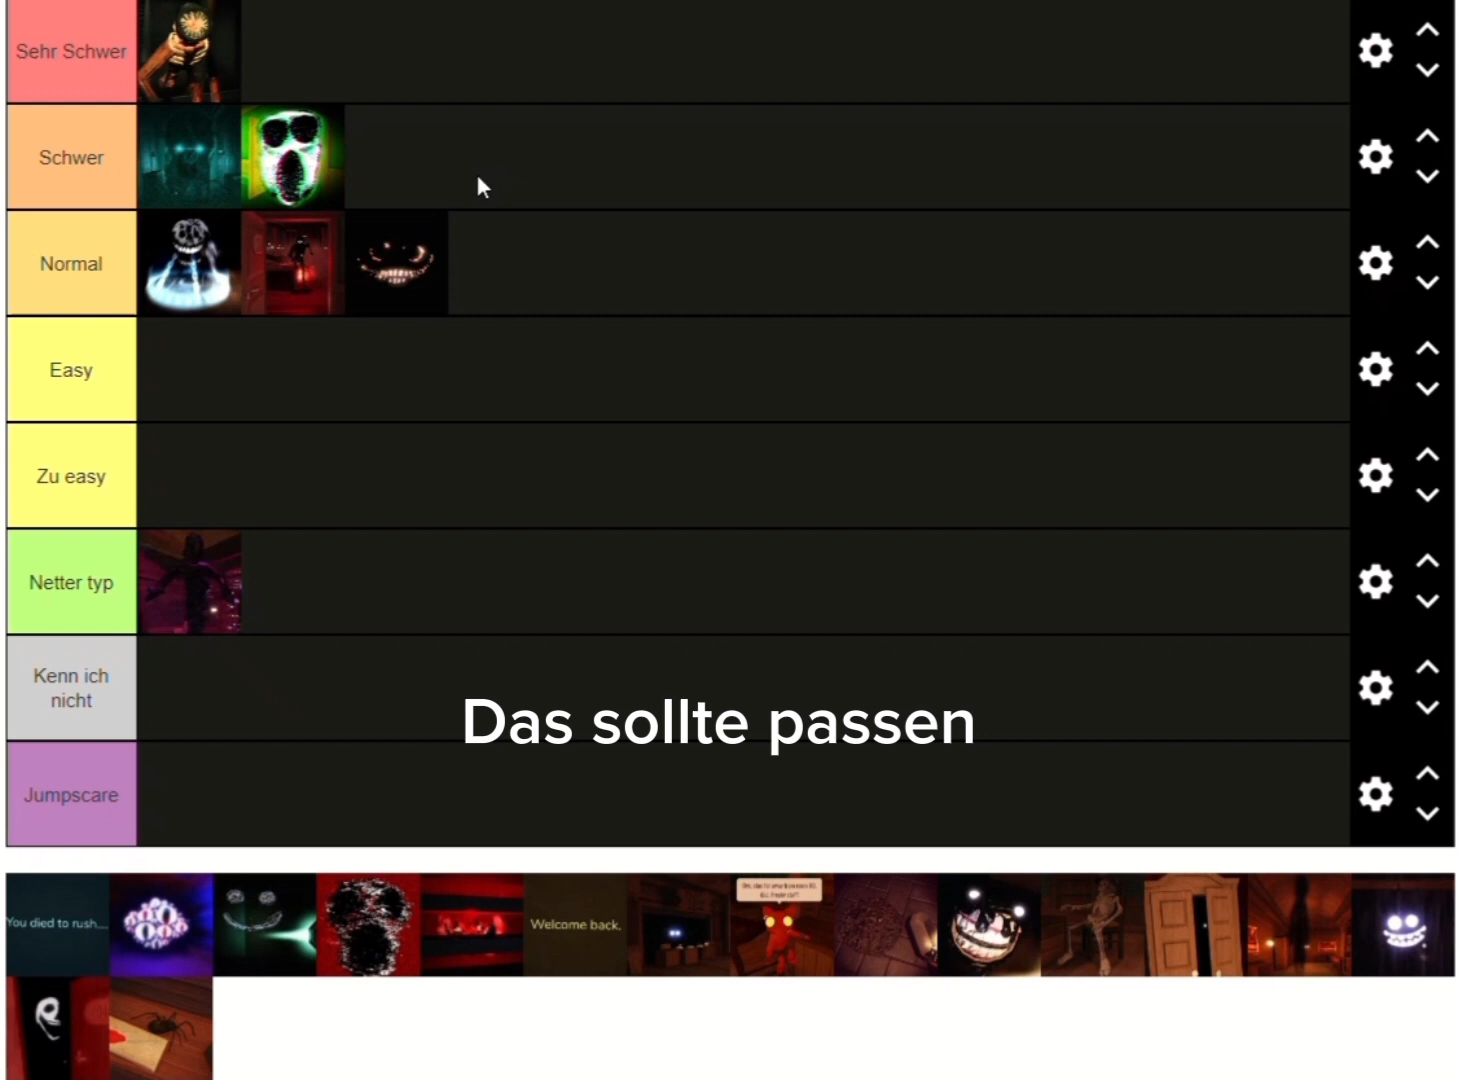 Sehr Schwer
Schwer
Normal
Easy
Zu easy
Netter typ
Kenn ich
nicht
Das sollte passen
Jumpscare
You died to rush...
Welcome back.